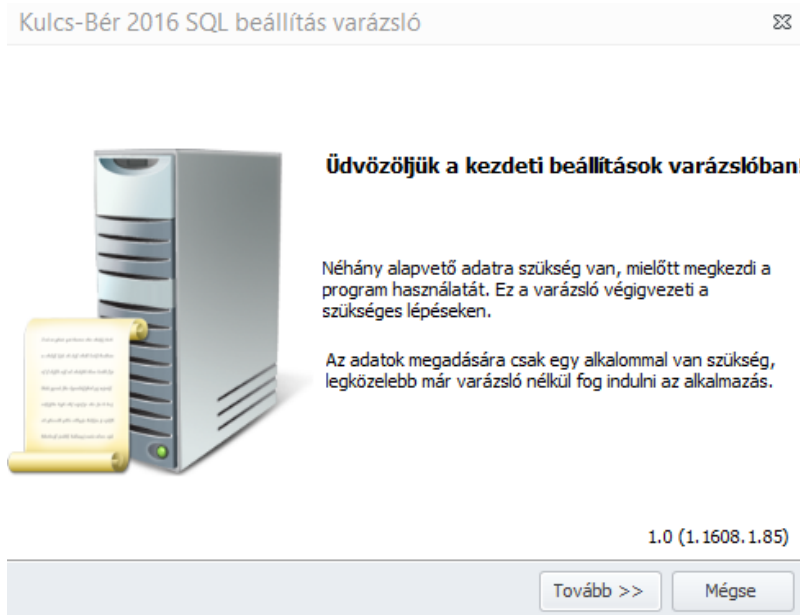 Kulcs-Bér 2016 SQL beállítás varázsló
Üdvözöljük a kezdeti beállítások varázslóban!
Néhány alapvető adatra szükség van, mielőtt megkezdi a
program használatát. Ez a varázsló végigvezeti a
szükséges lépéseken.
Az adatok megadására csak egy alkalommal van szükség,
legközelebb már varázsló nélkül fog indulni az alkalmazás.
1.0 (1.1608.1.85)
Tovább >>
Mégse